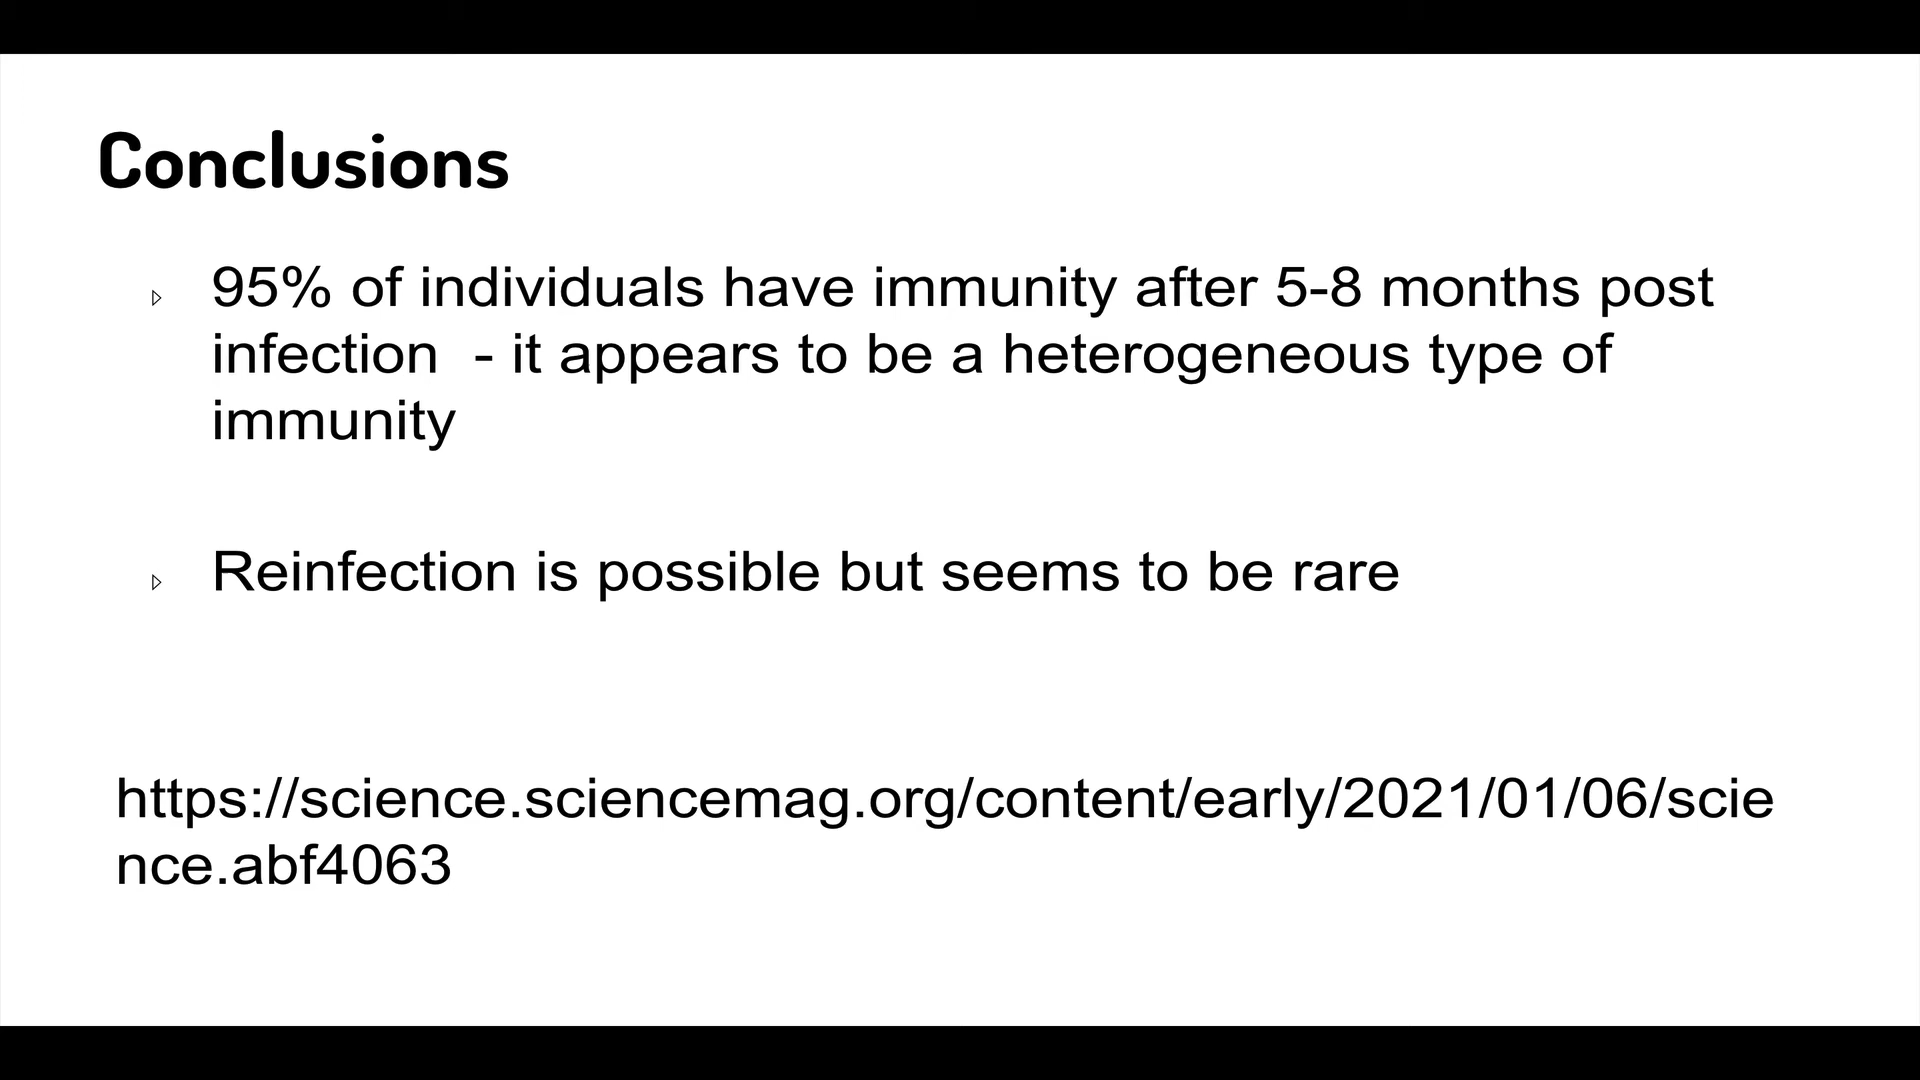 Conclusions
▹ 95% of individuals have immunity after 5-8 months post
infection  - it appears to be a heterogeneous type of
immunity
▹ Reinfection is possible but seems to be rare
https://science.sciencemag.org/content/early/2021/01/06/scie
nce.abf4063